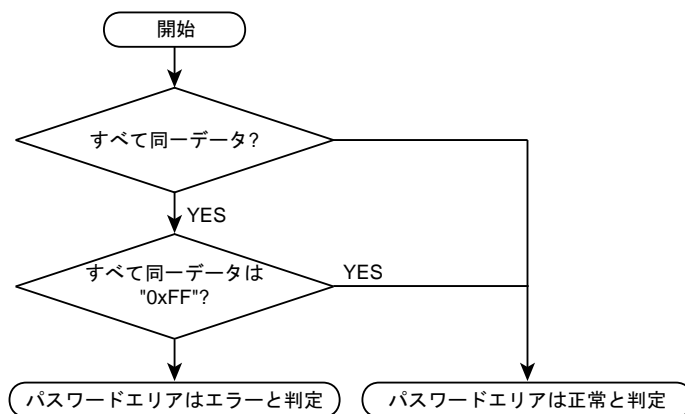 開始
すべて同一データ?
YES
すべて同一データは
"0xFF"?
YES
パスワードエリアはエラーと判定
パスワードエリアは正常と判定